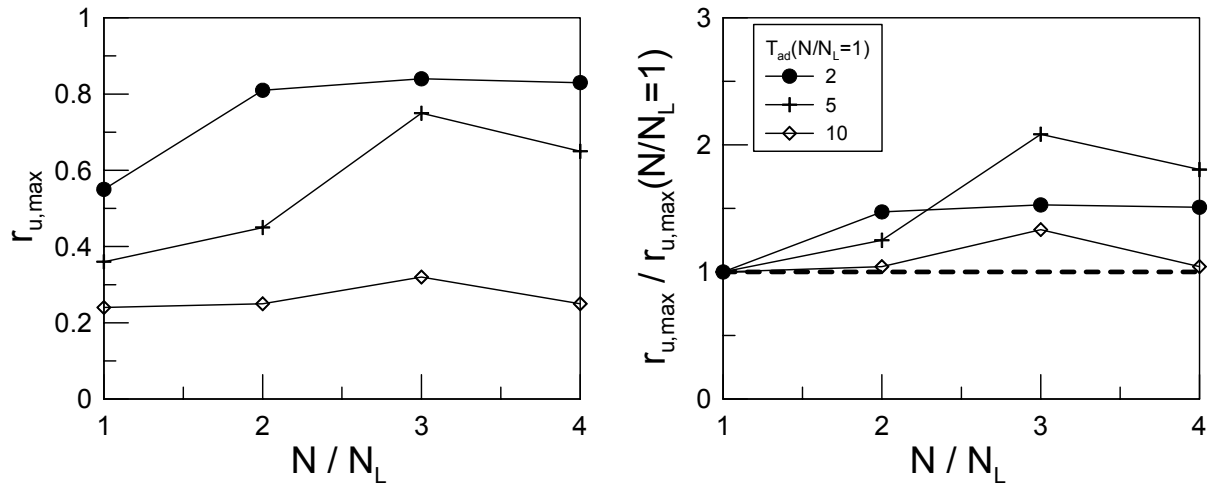 r_u,max
1
0.8
0.6
0.4
0.2
0
1 2 3 4
N / N_L
r_u,max / r_u,max(N/N_L=1)
3
2
1
0
T_ad(N/N_L=1)
2
5
10
1 2 3 4
N / N_L